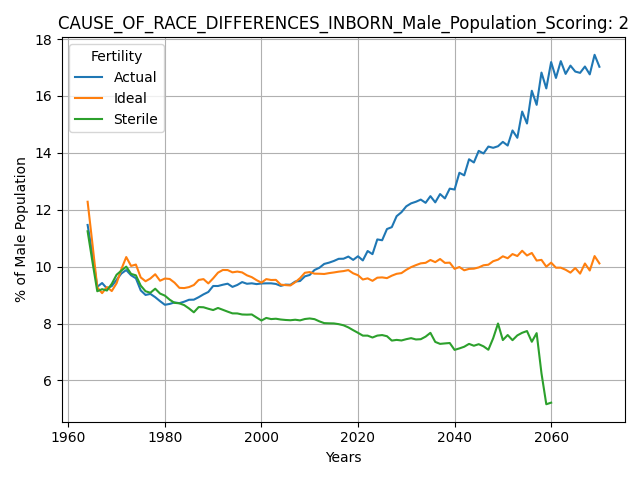 CAUSE_OF_RACE_DIFFERENCES_INBORN_Male_Population_Scoring: 2
18
16
14
12
10
8
6
% of Male Population
Fertility
Actual
Ideal
Sterile
1960 1980 2000 2020 2040 2060
Years